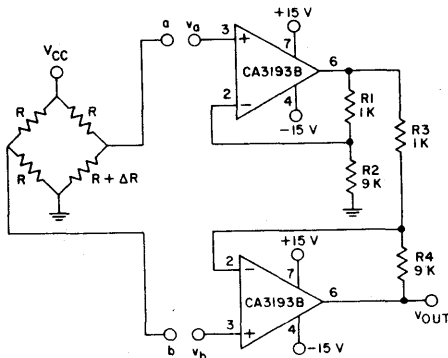 +15 V
a
Va
3
+
7
VCC
CA3193B
6
R
R
2
−
4
−15 V
R1
1K
R3
1K
R
R + ΔR
R2
9K
+15 V
2
−
7
R4
9K
CA3193B
6
VOUT
b
Vb
3
+
4
−15 V